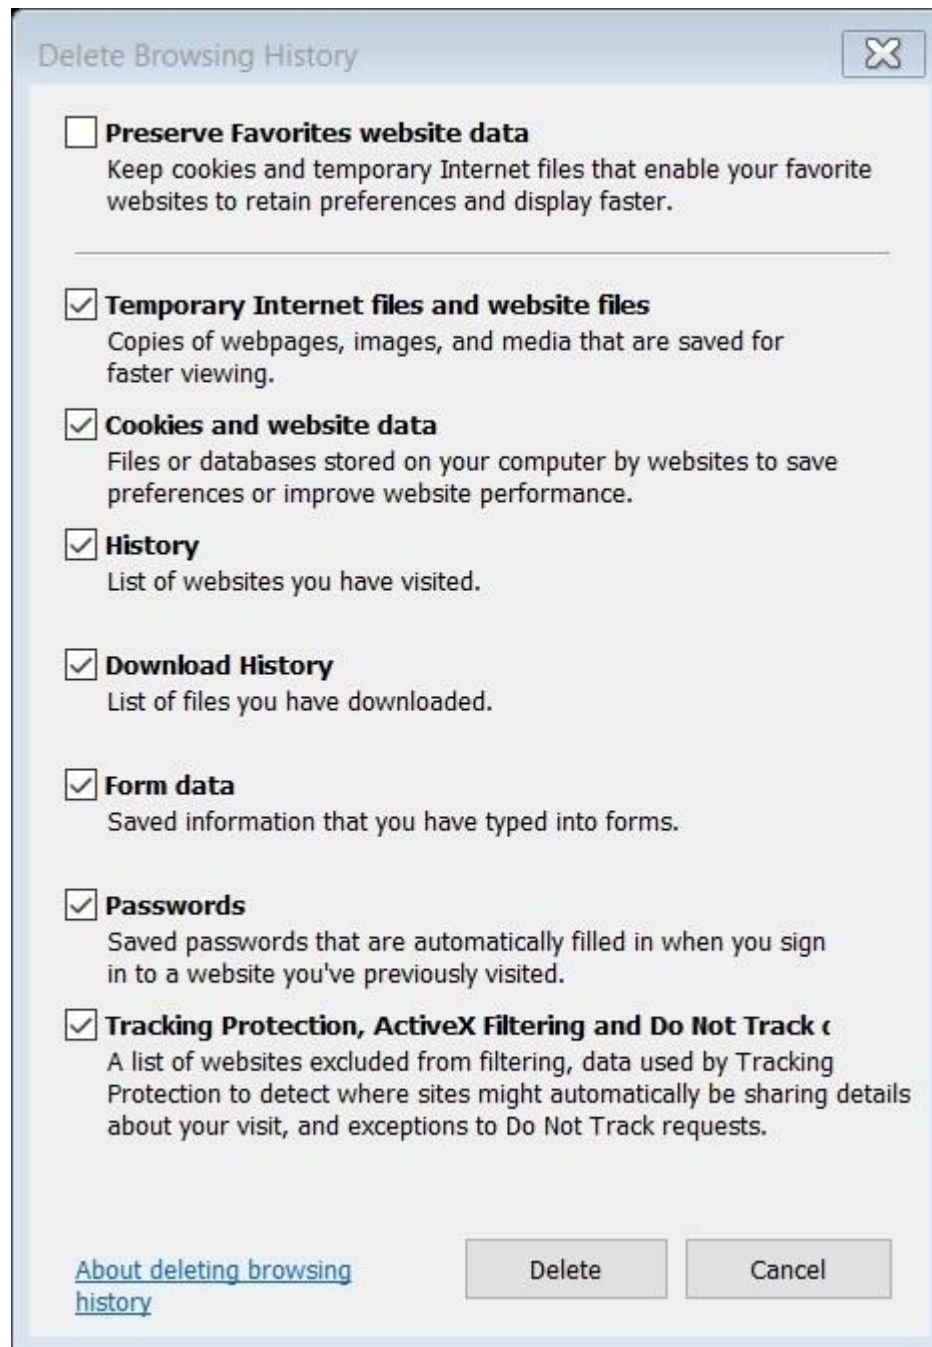 Delete Browsing History
Preserve Favorites website data
Keep cookies and temporary Internet files that enable your favorite
websites to retain preferences and display faster.
Temporary Internet files and website files
Copies of webpages, images, and media that are saved for
faster viewing.
Cookies and website data
Files or databases stored on your computer by websites to save
preferences or improve website performance.
History
List of websites you have visited.
Download History
List of files you have downloaded.
Form data
Saved information that you have typed into forms.
Passwords
Saved passwords that are automatically filled in when you sign
in to a website you've previously visited.
Tracking Protection, ActiveX Filtering and Do Not Track
A list of websites excluded from filtering, data used by Tracking
Protection to detect where sites might automatically be sharing details
about your visit, and exceptions to Do Not Track requests.
About deleting browsing
history
Delete
Cancel